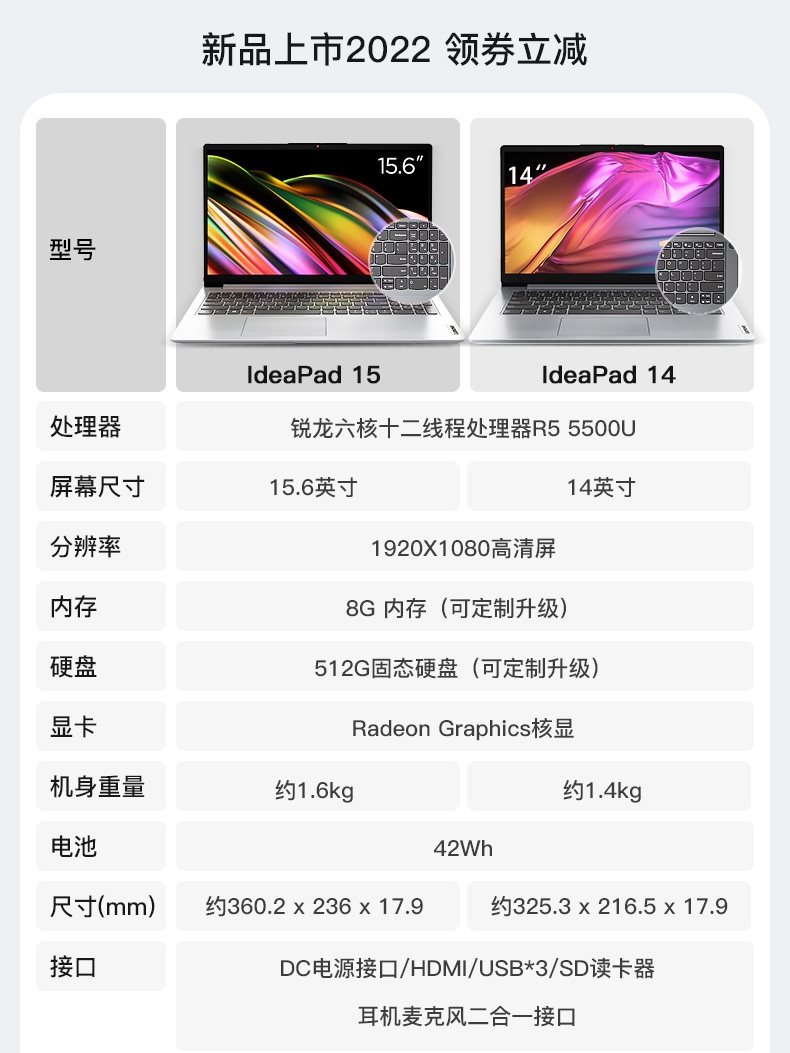 新品上市2022 领券立减
型号
15.6″
14″
IdeaPad 15
IdeaPad 14
处理器
锐龙六核十二线程处理器R5 5500U
屏幕尺寸
15.6英寸
14英寸
分辨率
1920X1080高清屏
内存
8G 内存（可定制升级）
硬盘
512G固态硬盘（可定制升级）
显卡
Radeon Graphics核显
机身重量
约1.6kg
约1.4kg
电池
42Wh
尺寸(mm)
约360.2 x 236 x 17.9
约325.3 x 216.5 x 17.9
接口
DC电源接口/HDMI/USB*3/SD读卡器
耳机麦克风二合一接口